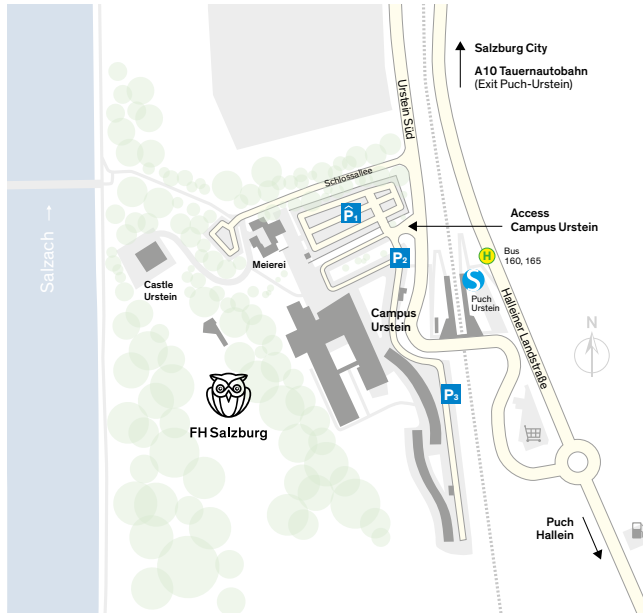 Salzburg City
A10 Tauernautobahn
(Exit Puch-Urstein)
Urstein Süd
Schlossallee
P1
Access
Campus Urstein
Salzach →
Meierei
Castle
Urstein
P2
H
Bus
160, 165
S
Puch
Urstein
Campus
Urstein
Halleiner Landstraße
N
P3
FH Salzburg
Puch
Hallein